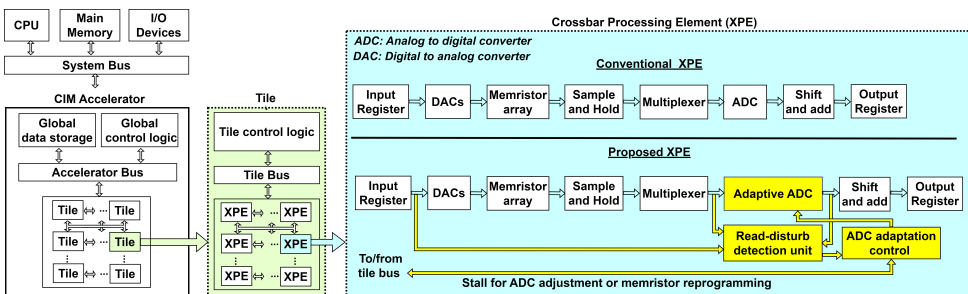 CPU
Main
Memory
I/O
Devices
System Bus
CIM Accelerator
Global
data storage
Global
control logic
Accelerator Bus
Tile ··· Tile
Tile ··· Tile
Tile ··· Tile
Tile
Tile control logic
Tile Bus
XPE ··· XPE
XPE ··· XPE
XPE ··· XPE
Crossbar Processing Element (XPE)
ADC: Analog to digital converter
DAC: Digital to analog converter
Conventional XPE
Input
Register
DACs
Memristor
array
Sample
and Hold
Multiplexer
ADC
Shift
and add
Output
Register
Proposed XPE
Input
Register
DACs
Memristor
array
Sample
and Hold
Multiplexer
Adaptive ADC
Shift
and add
Output
Register
Read-disturb
detection unit
ADC adaptation
control
To/from
tile bus
Stall for ADC adjustment or memristor reprogramming